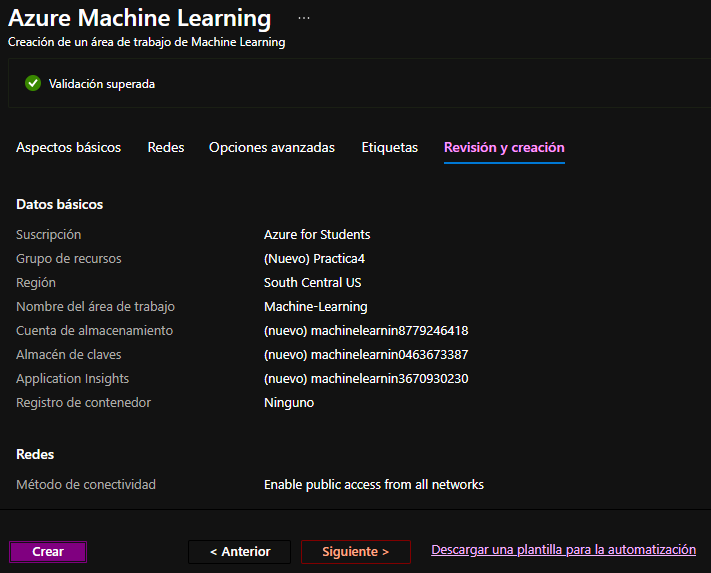 Azure Machine Learning ...
Creación de un área de trabajo de Machine Learning
Validación superada
Aspectos básicos Redes Opciones avanzadas Etiquetas Revisión y creación
Datos básicos
Suscripción Azure for Students
Grupo de recursos (Nuevo) Practica4
Región South Central US
Nombre del área de trabajo Machine-Learning
Cuenta de almacenamiento (nuevo) machinelearnin8779246418
Almacén de claves (nuevo) machinelearnin0463673387
Application Insights (nuevo) machinelearnin3670930230
Registro de contenedor Ninguno
Redes
Método de conectividad Enable public access from all networks
Crear < Anterior Siguiente > Descargar una plantilla para la automatización